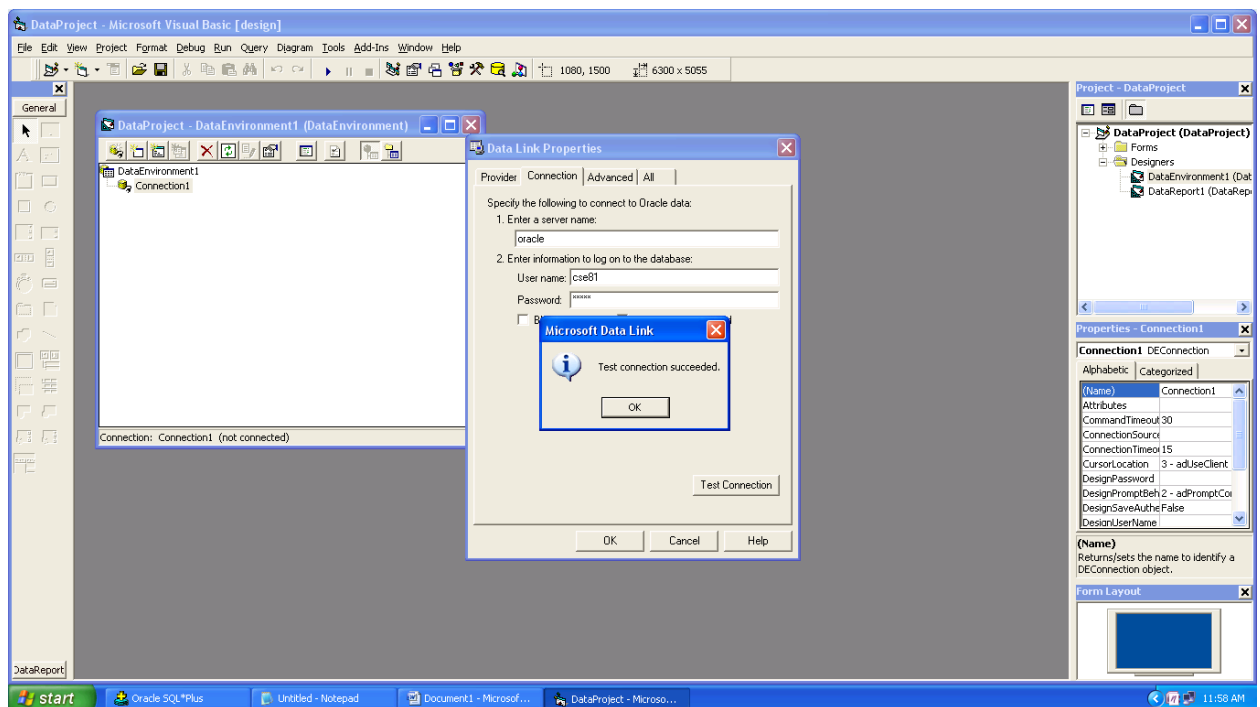 DataProject - Microsoft Visual Basic [design]
File Edit View Project Format Debug Run Query Diagram Tools Add-Ins Window Help
1080, 1500 6300 x 5055
General
DataReport
DataProject - DataEnvironment1 (DataEnvironment)
DataEnvironment1
Connection1
Connection: Connection1 (not connected)
Data Link Properties
Provider Connection Advanced All
Specify the following to connect to Oracle data:
1. Enter a server name:
oracle
2. Enter information to log on to the database:
User name: cse81
Password: *****
Microsoft Data Link
Test connection succeeded.
OK
Test Connection
OK Cancel Help
Project - DataProject
DataProject (DataProject)
Forms
Designers
DataEnvironment1 (Dat
DataReport1 (DataRep
Properties - Connection1
Connection1 DEConnection
Alphabetic Categorized
(Name) Connection1
Attributes
CommandTimeout 30
ConnectionSource
ConnectionTimeo 15
CursorLocation 3 - adUseClient
DesignPassword
DesignPromptBeh 2 - adPromptCo
DesignSaveAuthe False
DesignUserName
(Name)
Returns/sets the name to identify a
DEConnection object.
Form Layout
start Oracle SQL*Plus Untitled - Notepad Document1 - Microsof... DataProject - Microso... 11:58 AM